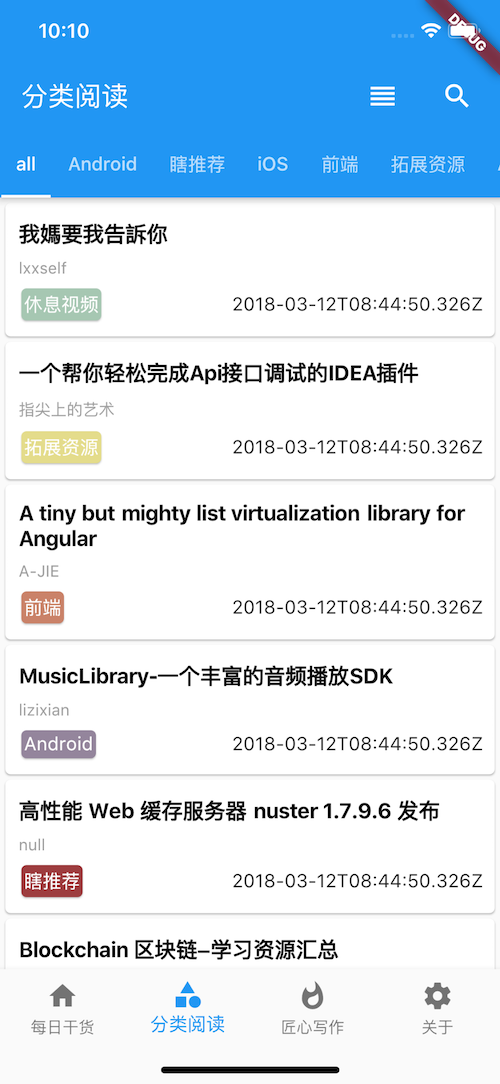 10:10
DEBUG
分类阅读
all Android 瞎推荐 iOS 前端 拓展资源
我媽要我告訴你
lxxself
休息视频 2018-03-12T08:44:50.326Z
一个帮你轻松完成Api接口调试的IDEA插件
指尖上的艺术
拓展资源 2018-03-12T08:44:50.326Z
A tiny but mighty list virtualization library for
Angular
A-JIE
前端 2018-03-12T08:44:50.326Z
MusicLibrary-一个丰富的音频播放SDK
lizixian
Android 2018-03-12T08:44:50.326Z
高性能 Web 缓存服务器 nuster 1.7.9.6 发布
null
瞎推荐 2018-03-12T08:44:50.326Z
Blockchain 区块链–学习资源汇总
每日干货 分类阅读 匠心写作 关于